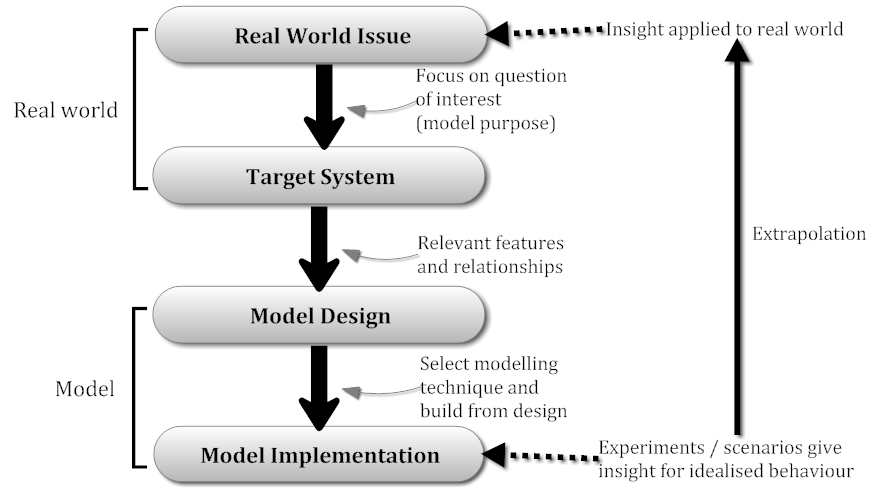 Real World Issue
Insight applied to real world
Focus on question
of interest
(model purpose)
Real world
Target System
Extrapolation
Relevant features
and relationships
Model Design
Select modelling
technique and
build from design
Model
Model Implementation
Experiments / scenarios give
insight for idealised behaviour